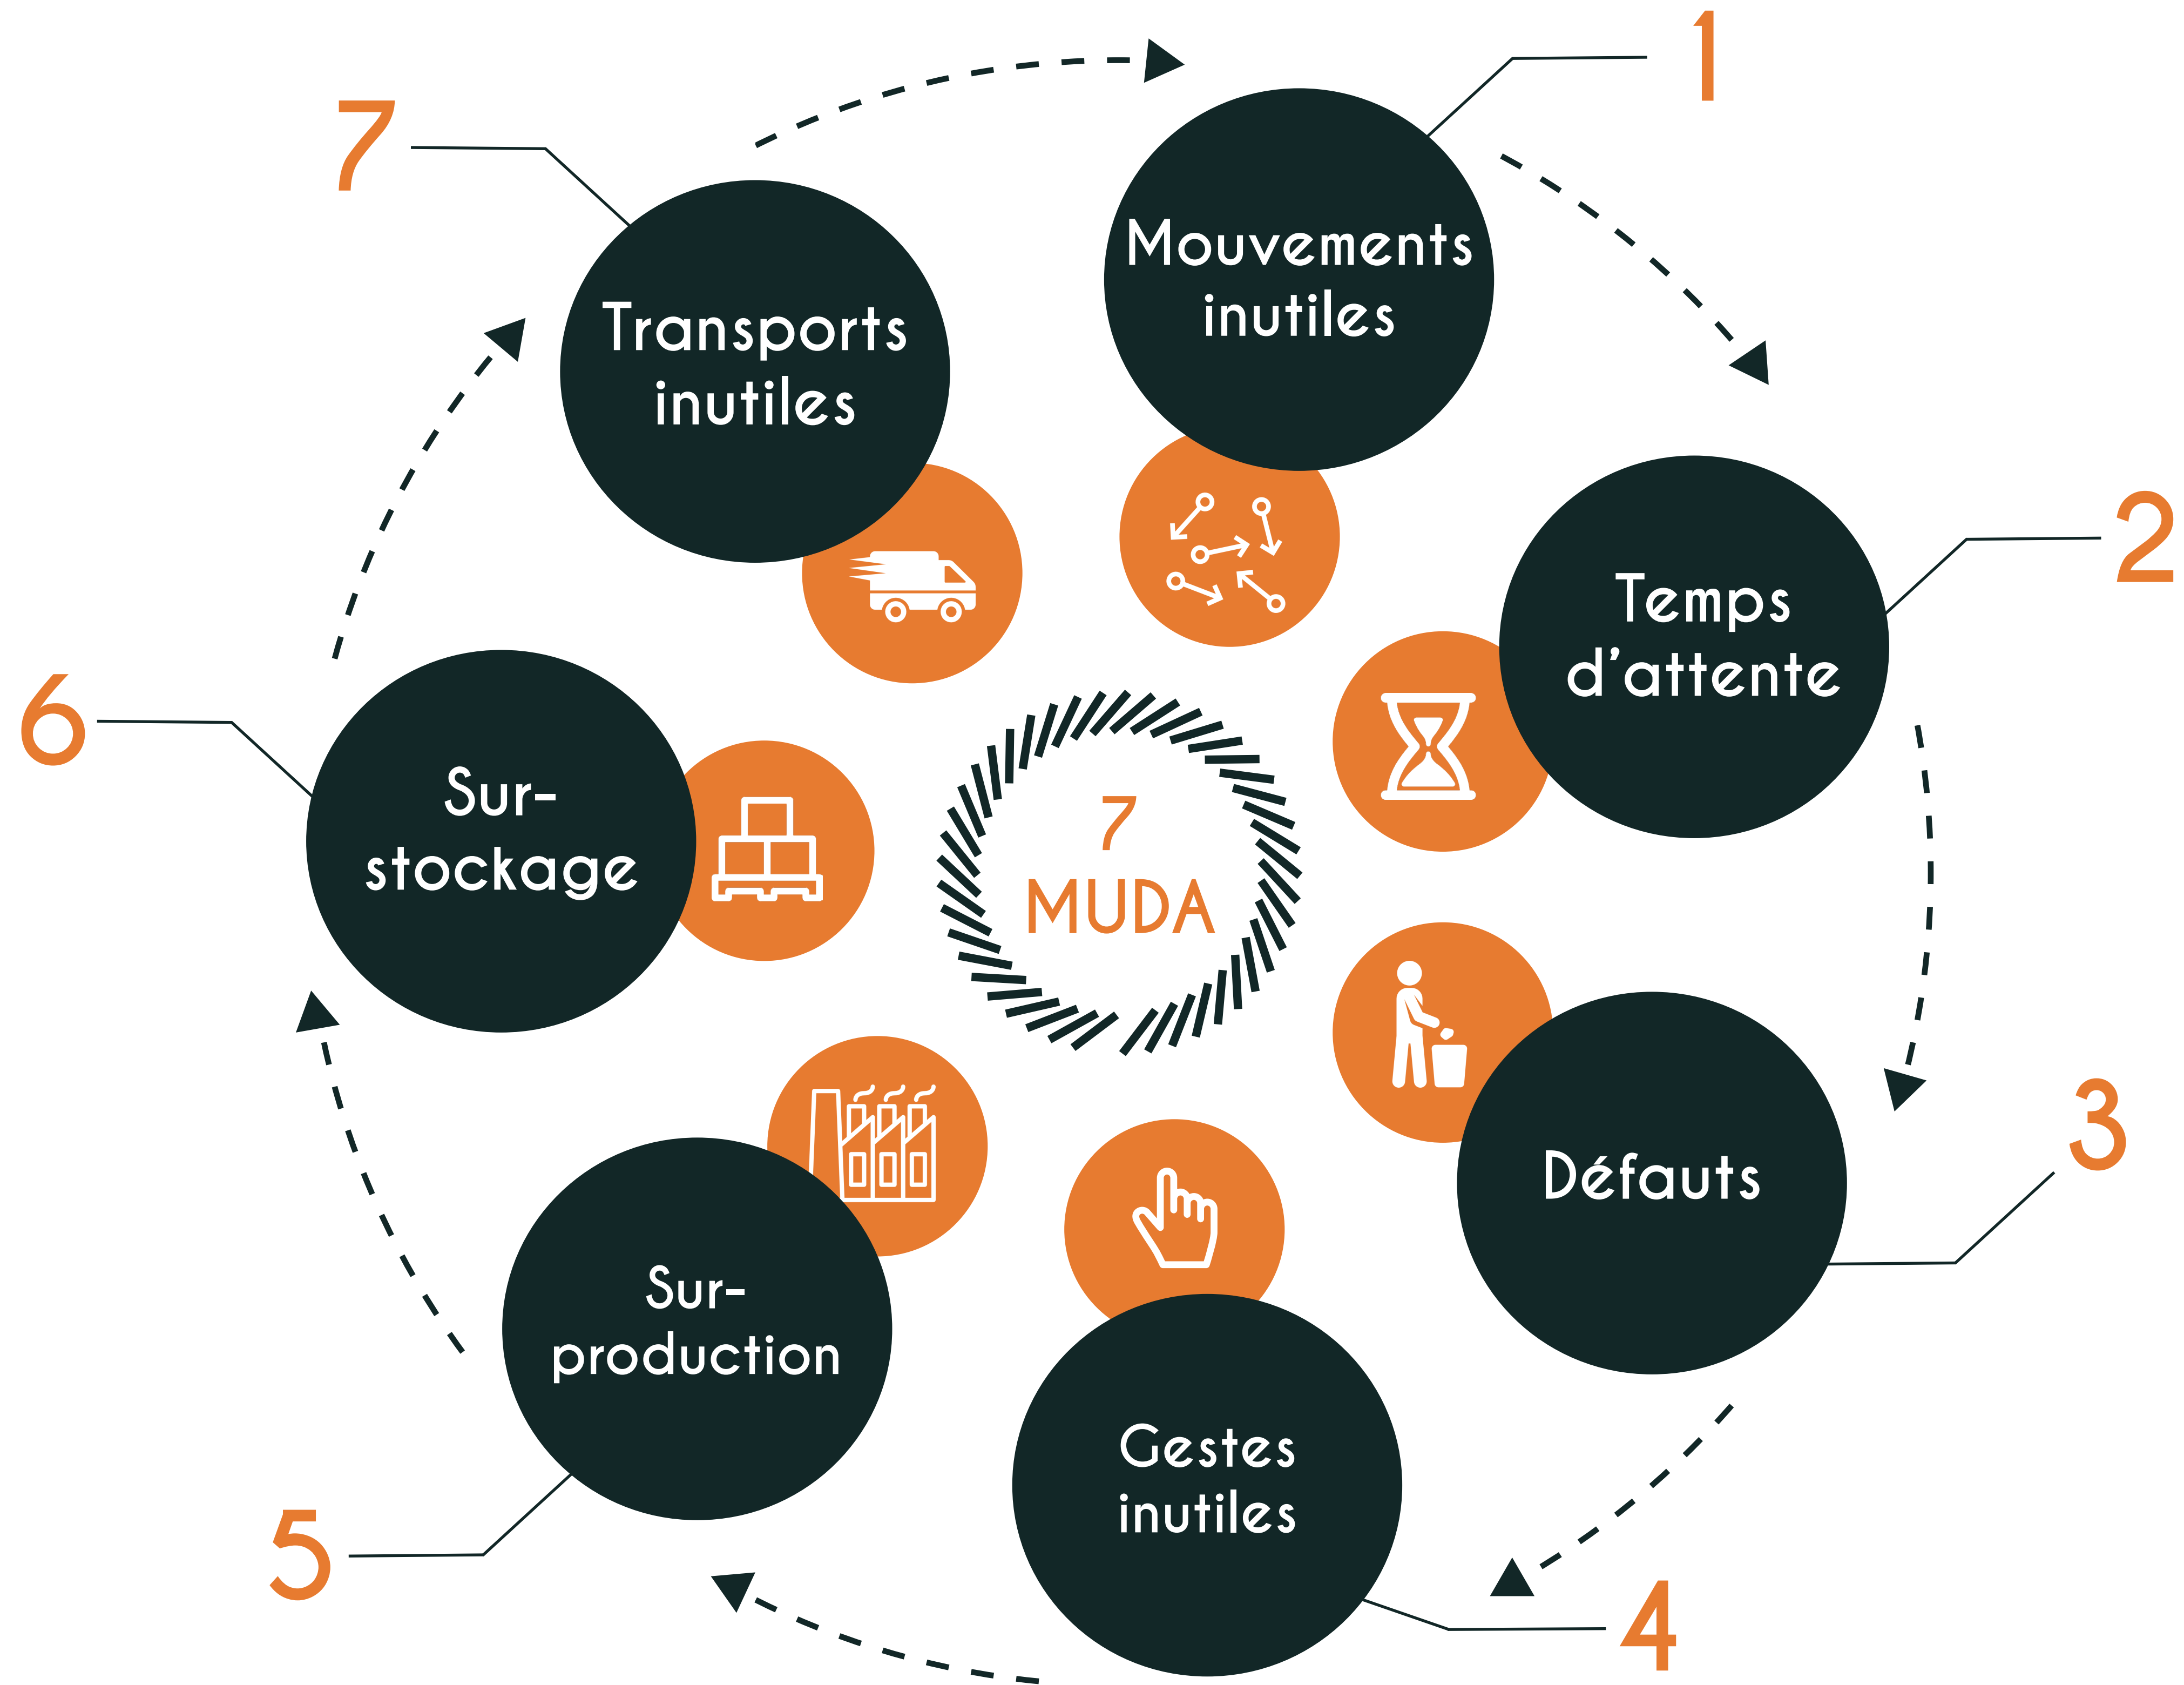 7
MUDA
1
Mouvements
inutiles
2
Temps
d'attente
3
Défauts
4
Gestes
inutiles
5
Sur-
production
6
Sur-
stockage
7
Transports
inutiles